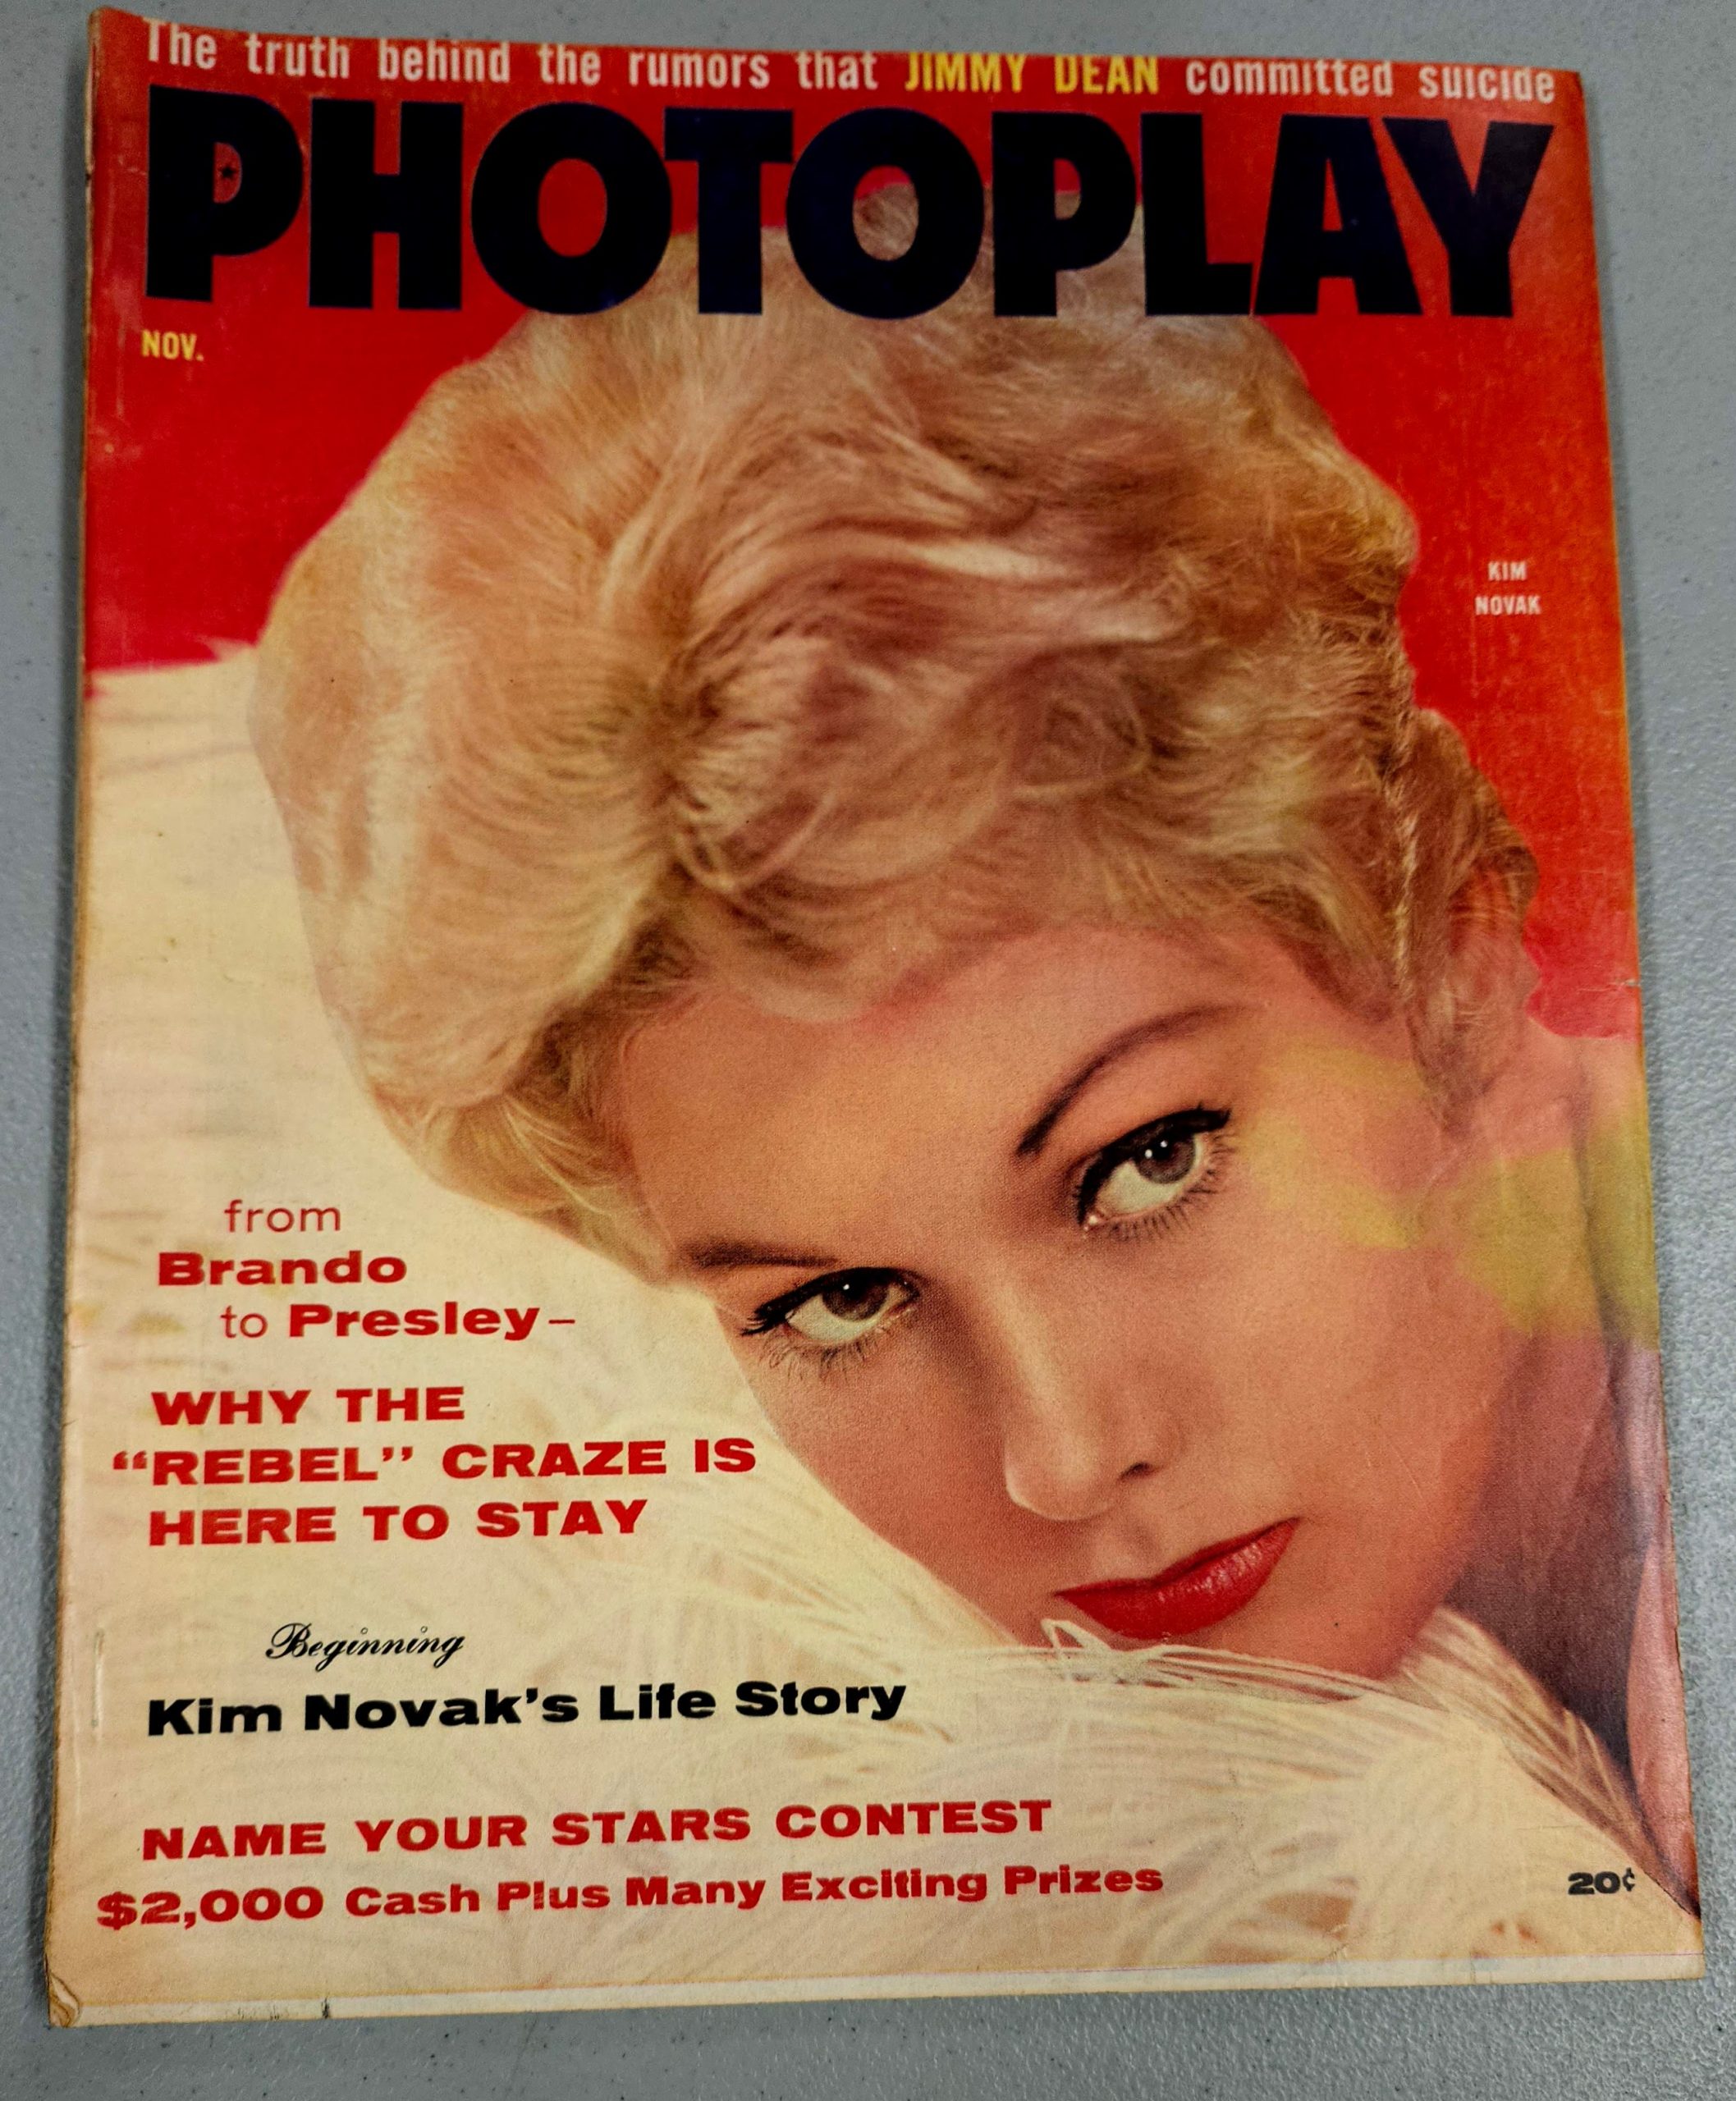 The truth behind the rumors that JIMMY DEAN committed suicide
PHOTOPLAY
NOV.
KIM
NOVAK
from
Brando
to Presley–
WHY THE
“REBEL” CRAZE IS
HERE TO STAY
Beginning
Kim Novak’s Life Story
NAME YOUR STARS CONTEST
$2,000 Cash Plus Many Exciting Prizes
20¢